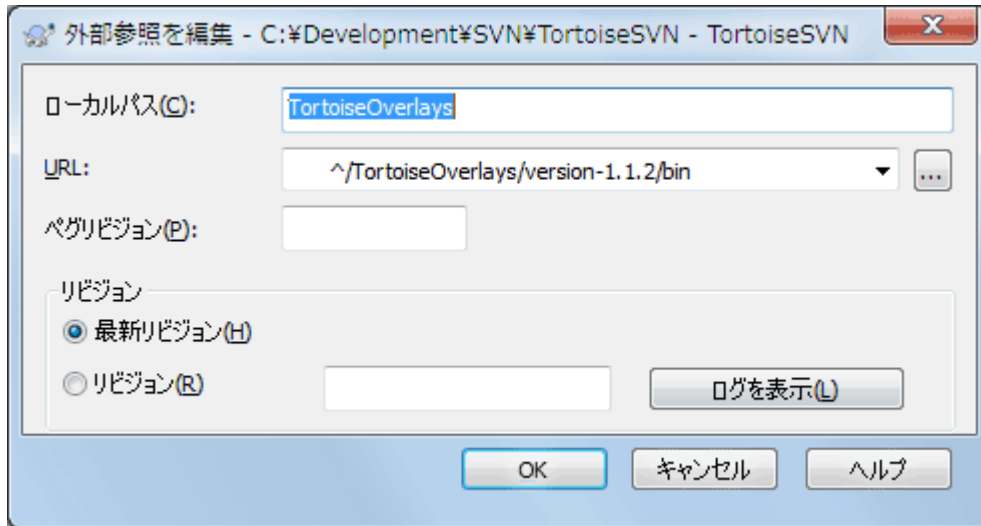 外部参照を編集 - C:¥Development¥SVN¥TortoiseSVN - TortoiseSVN
ローカルパス(C): TortoiseOverlays
URL: ^/TortoiseOverlays/version-1.1.2/bin ...
ペグリビジョン(P):
リビジョン
最新リビジョン(H)
リビジョン(R) ログを表示(L)
OK キャンセル ヘルプ